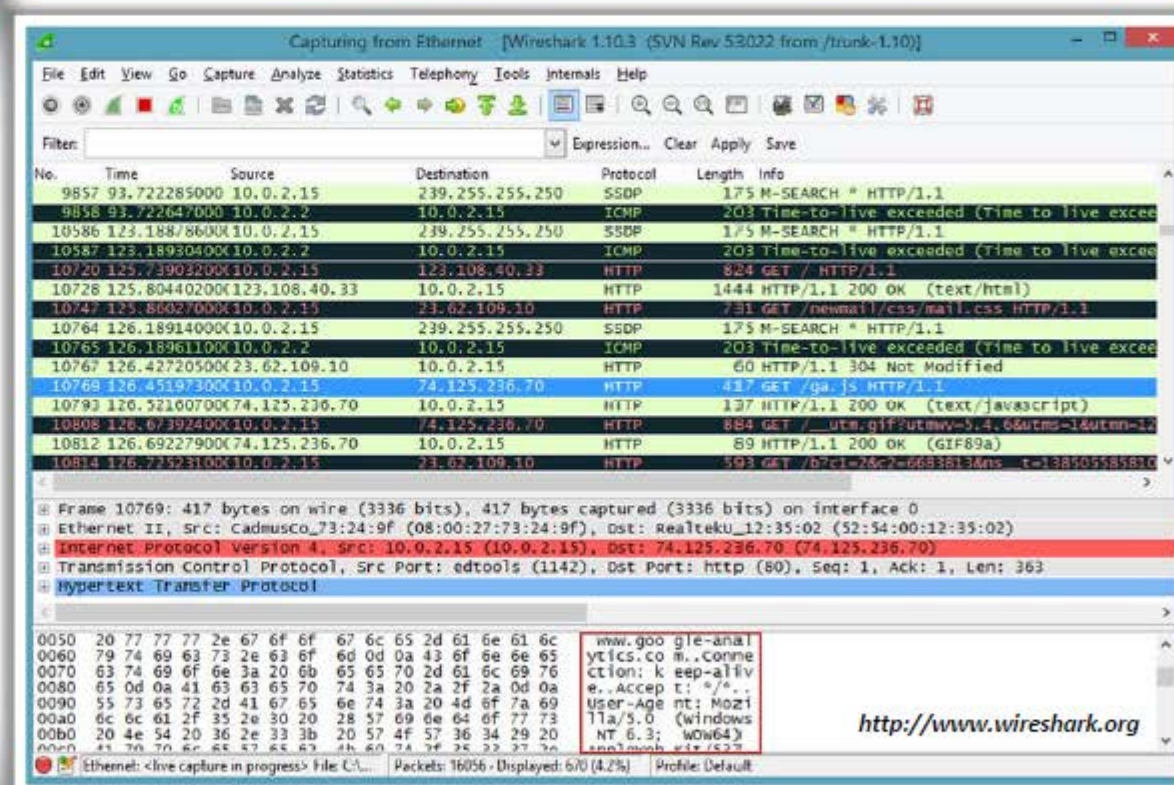 Capturing from Ethernet [Wireshark 1.10.3 (SVN Rev 53022 from /trunk-1.10)]
File Edit View Go Capture Analyze Statistics Telephony Tools Internals Help
Filter: Expression... Clear Apply Save
No. Time Source Destination Protocol Length Info
9857 93.722285000 10.0.2.15 239.255.255.250 SSDP 175 M-SEARCH * HTTP/1.1
9858 93.722647000 10.0.2.2 10.0.2.15 ICMP 203 Time-to-live exceeded (Time to live excee
10586 123.18878600( 10.0.2.15 239.255.255.250 SSDP 175 M-SEARCH * HTTP/1.1
10587 123.18930400( 10.0.2.2 10.0.2.15 ICMP 203 Time-to-live exceeded (Time to live excee
10720 125.73903200( 10.0.2.15 123.108.40.33 HTTP 824 GET / HTTP/1.1
10728 125.80440200( 123.108.40.33 10.0.2.15 HTTP 1444 HTTP/1.1 200 OK (text/html)
10747 125.86027000( 10.0.2.15 23.62.109.10 HTTP 731 GET /newmail/css/mail.css HTTP/1.1
10764 126.18914000( 10.0.2.15 239.255.255.250 SSDP 175 M-SEARCH * HTTP/1.1
10765 126.18961100( 10.0.2.2 10.0.2.15 ICMP 203 Time-to-live exceeded (Time to live excee
10767 126.42720500( 23.62.109.10 10.0.2.15 HTTP 60 HTTP/1.1 304 Not Modified
10769 126.45197300( 10.0.2.15 74.125.236.70 HTTP 417 GET /ga.js HTTP/1.1
10793 126.52160700( 74.125.236.70 10.0.2.15 HTTP 137 HTTP/1.1 200 OK (text/javascript)
10808 126.67392400( 10.0.2.15 74.125.236.70 HTTP 884 GET /__utm.gif?utmwv=5.4.6&utms=1&utmn=12
10812 126.69227900( 74.125.236.70 10.0.2.15 HTTP 89 HTTP/1.1 200 OK (GIF89a)
10814 126.72523100( 10.0.2.15 23.62.109.10 HTTP 593 GET /b?c1=2&c2=6683813&ns__t=138505585810
Frame 10769: 417 bytes on wire (3336 bits), 417 bytes captured (3336 bits) on interface 0
Ethernet II, Src: CadmusCo_73:24:9f (08:00:27:73:24:9f), Dst: RealtekU_12:35:02 (52:54:00:12:35:02)
Internet Protocol Version 4, Src: 10.0.2.15 (10.0.2.15), Dst: 74.125.236.70 (74.125.236.70)
Transmission Control Protocol, Src Port: edtools (1142), Dst Port: http (80), Seq: 1, Ack: 1, Len: 363
Hypertext Transfer Protocol
0050 20 77 77 77 2e 67 6f 6f 67 6c 65 2d 61 6e 61 6c www.goo gle-anal
0060 79 74 69 63 73 2e 63 6f 6d 0d 0a 43 6f 6e 6e 65 ytics.co m..Conne
0070 63 74 69 6f 6e 3a 20 6b 65 65 70 2d 61 6c 69 76 ction: k eep-aliv
0080 65 0d 0a 41 63 63 65 70 74 3a 20 2a 2f 2a 0d 0a e..Accep t: */*..
0090 55 73 65 72 2d 41 67 65 6e 74 3a 20 4d 6f 7a 69 User-Age nt: Mozi
00a0 6c 6c 61 2f 35 2e 30 20 28 57 69 6e 64 6f 77 73 lla/5.0 (Windows
00b0 20 4e 54 20 36 2e 33 3b 20 57 4f 57 36 34 29 20 NT 6.3; WOW64)
http://www.wireshark.org
Ethernet: <live capture in progress> File: C:\... Packets: 16056 · Displayed: 670 (4.2%) Profile: Default